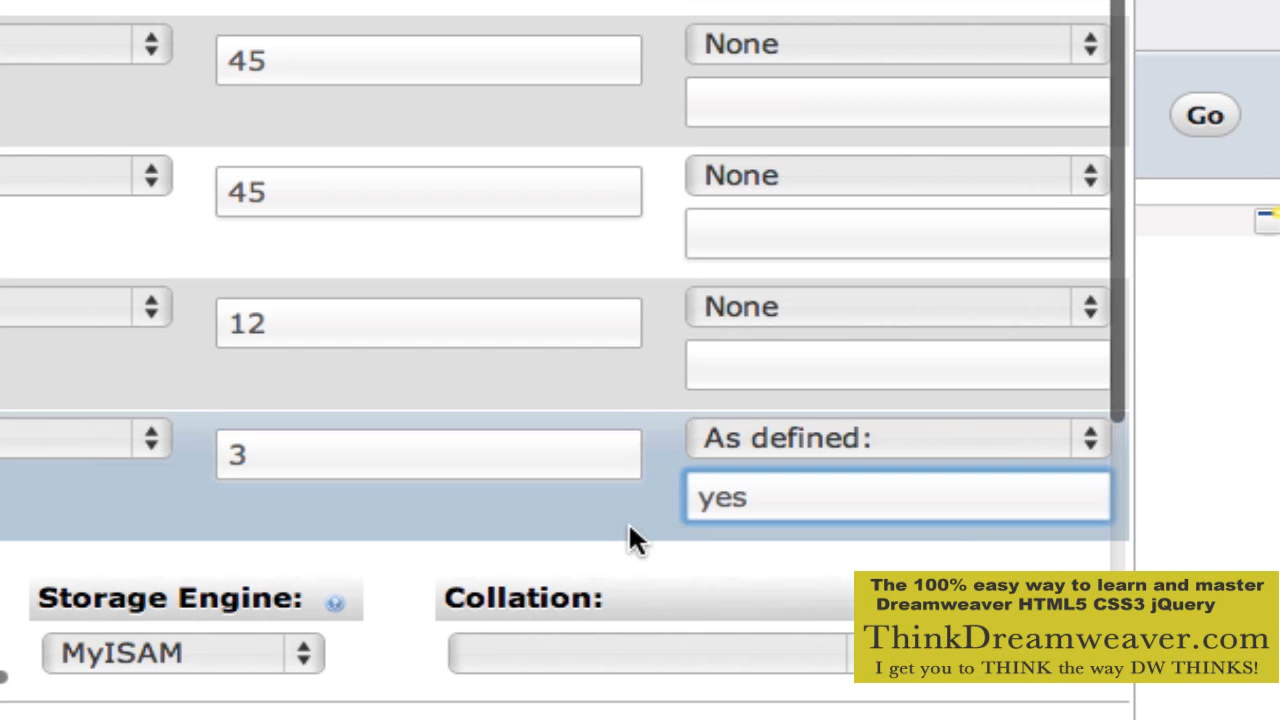 45
None
Go
45
None
12
None
3
As defined:
yes
Storage Engine:
Collation:
MyISAM
The 100% easy way to learn and master
Dreamweaver HTML5 CSS3 jQuery
ThinkDreamweaver.com
I get you to THINK the way DW THINKS!